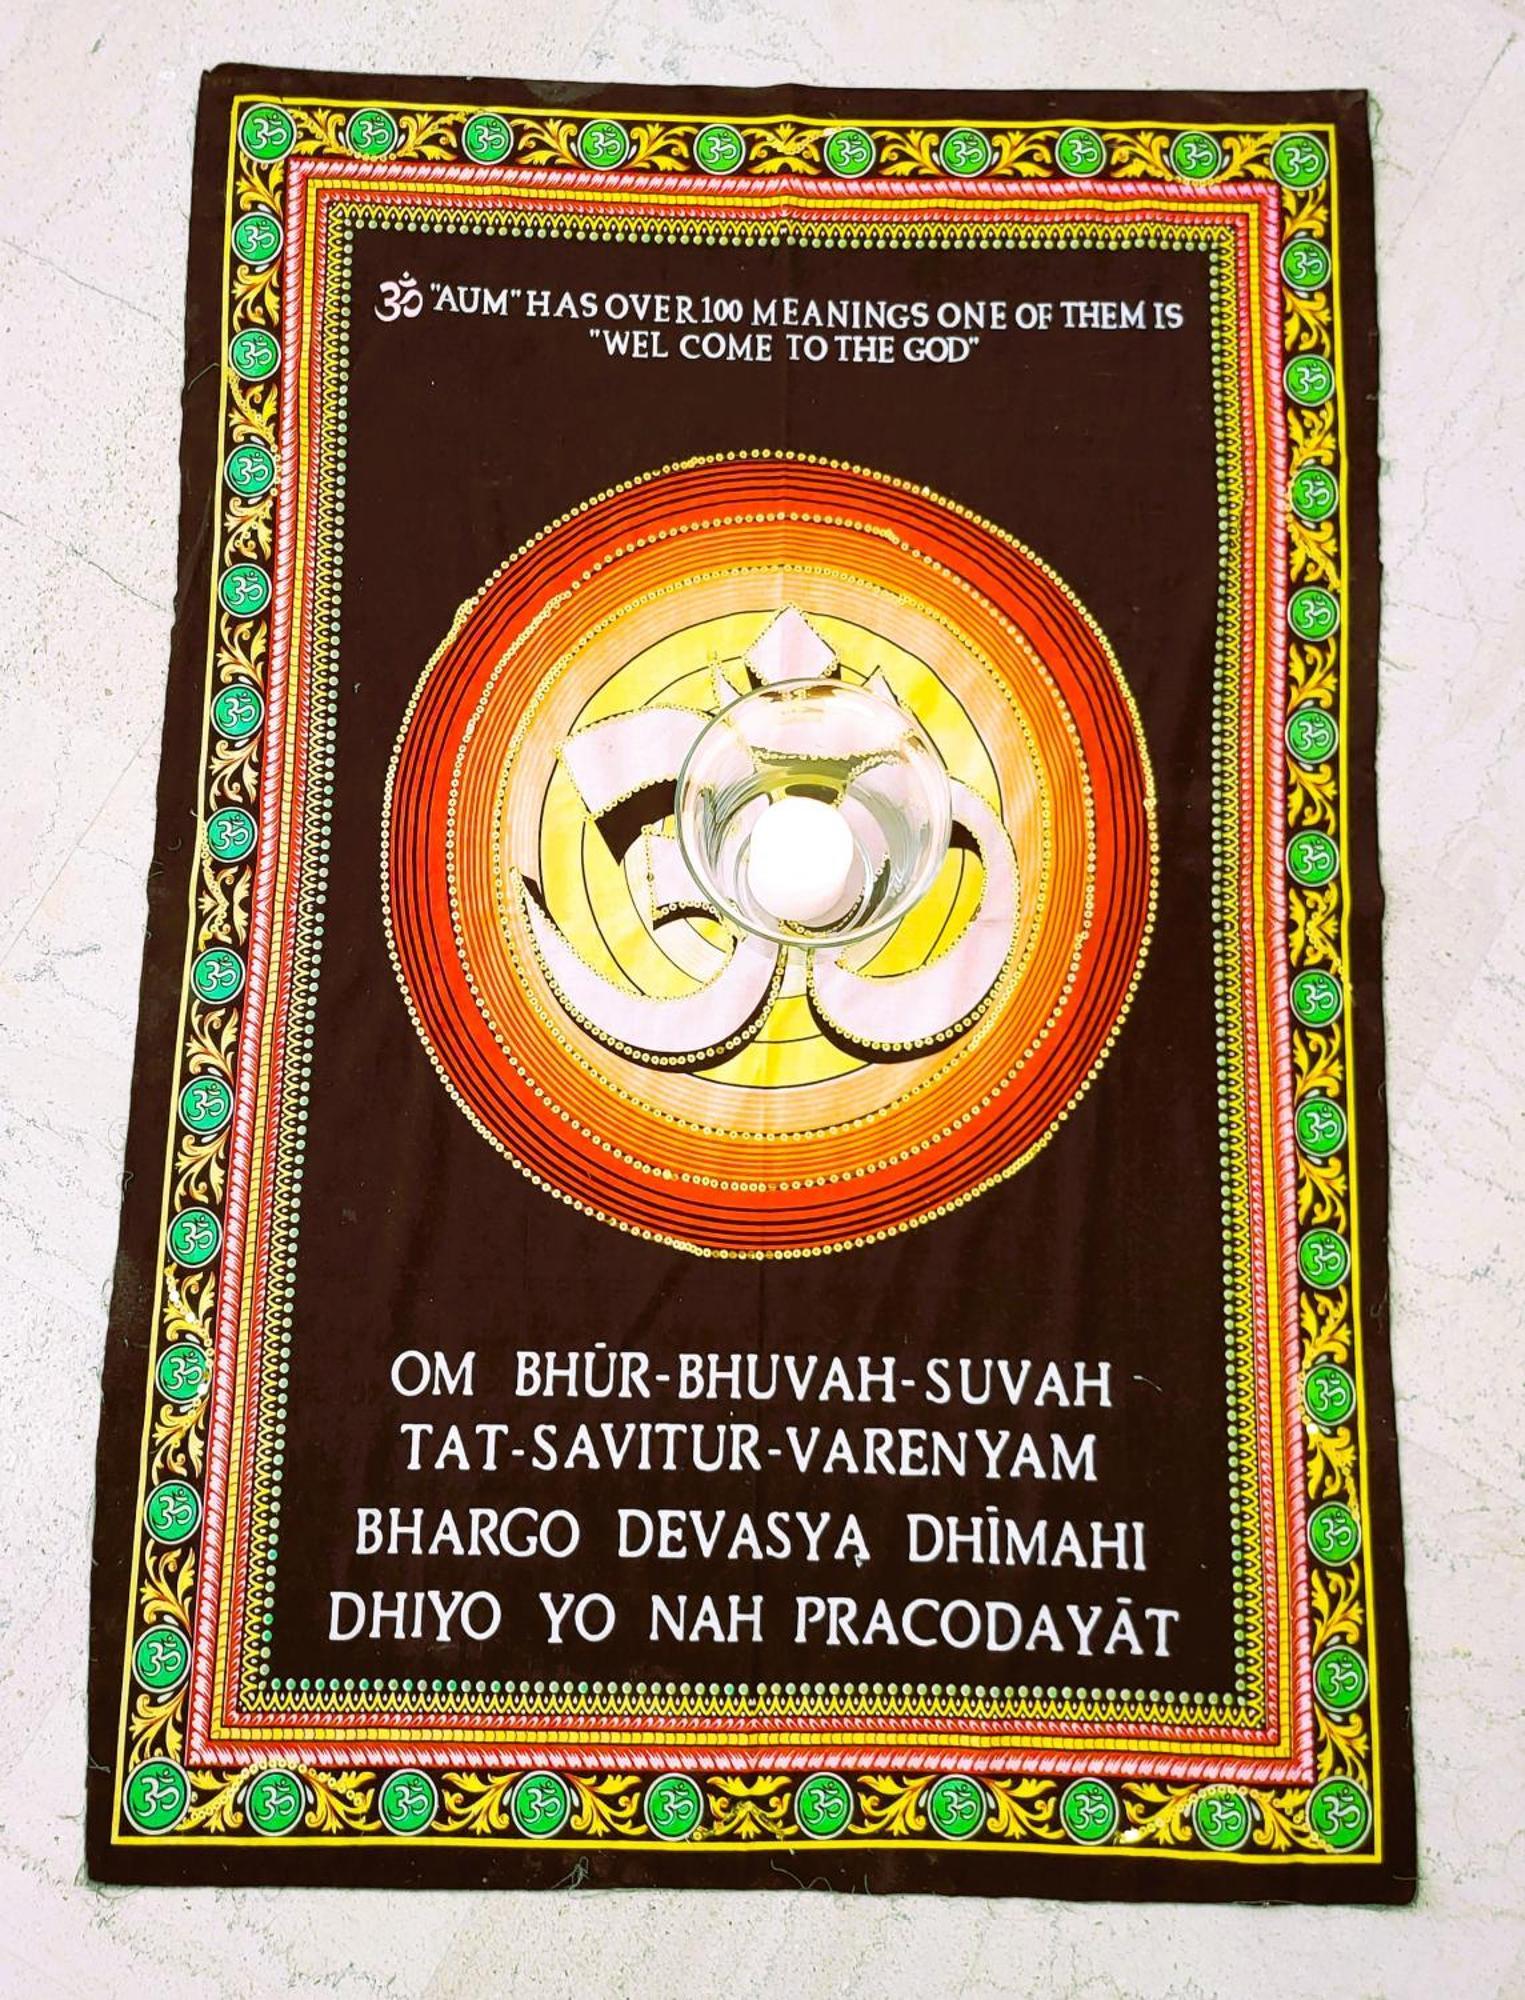 ॐ "AUM" HAS OVER 100 MEANINGS ONE OF THEM IS
"WEL COME TO THE GOD"
OM BHŪR-BHUVAH-SUVAH
TAT-SAVITUR-VARENYAM
BHARGO DEVASYA DHĪMAHI
DHIYO YO NAH PRACODAYĀT